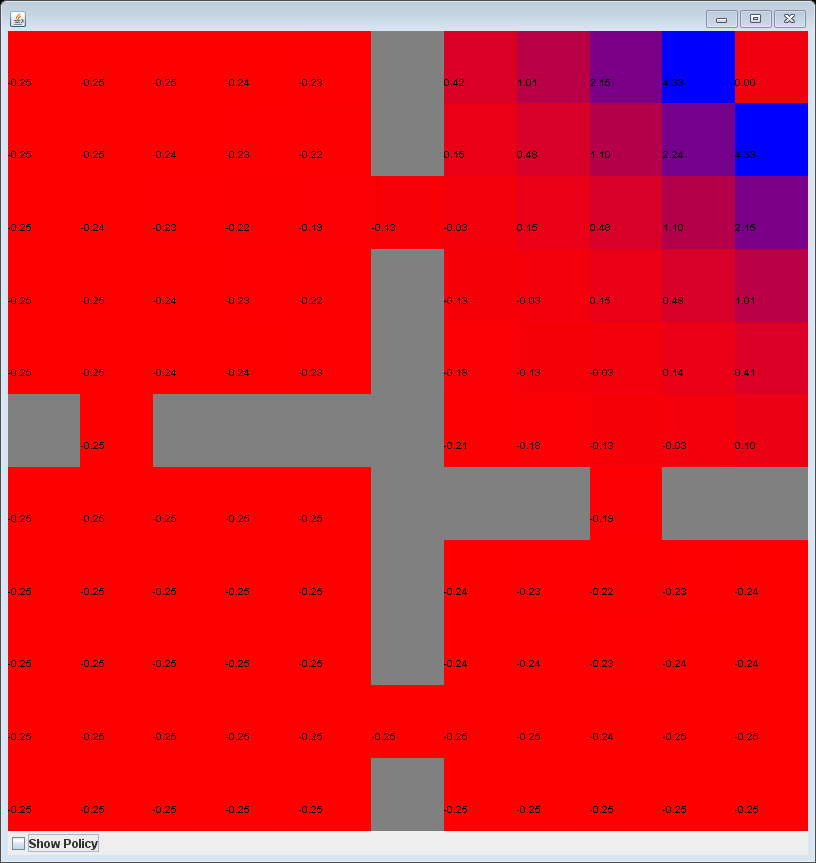 -0.25 -0.25 -0.25 -0.24 -0.23 0.42 1.01 2.15 4.33 0.00
-0.25 -0.25 -0.24 -0.23 -0.22 0.15 0.48 1.10 2.24 4.33
-0.25 -0.24 -0.23 -0.22 -0.18 -0.13 -0.03 0.15 0.48 1.10 2.15
-0.25 -0.25 -0.24 -0.23 -0.22 -0.13 -0.03 0.15 0.48 1.01
-0.25 -0.25 -0.24 -0.24 -0.23 -0.18 -0.13 -0.03 0.14 0.41
-0.25 -0.21 -0.18 -0.13 -0.03 0.10
-0.25 -0.25 -0.25 -0.25 -0.25 -0.19
-0.25 -0.25 -0.25 -0.25 -0.25 -0.24 -0.23 -0.22 -0.23 -0.24
-0.25 -0.25 -0.25 -0.25 -0.25 -0.24 -0.24 -0.23 -0.24 -0.24
-0.25 -0.25 -0.25 -0.25 -0.25 -0.25 -0.25 -0.25 -0.24 -0.25 -0.25
-0.25 -0.25 -0.25 -0.25 -0.25 -0.25 -0.25 -0.25 -0.25 -0.25
Show Policy